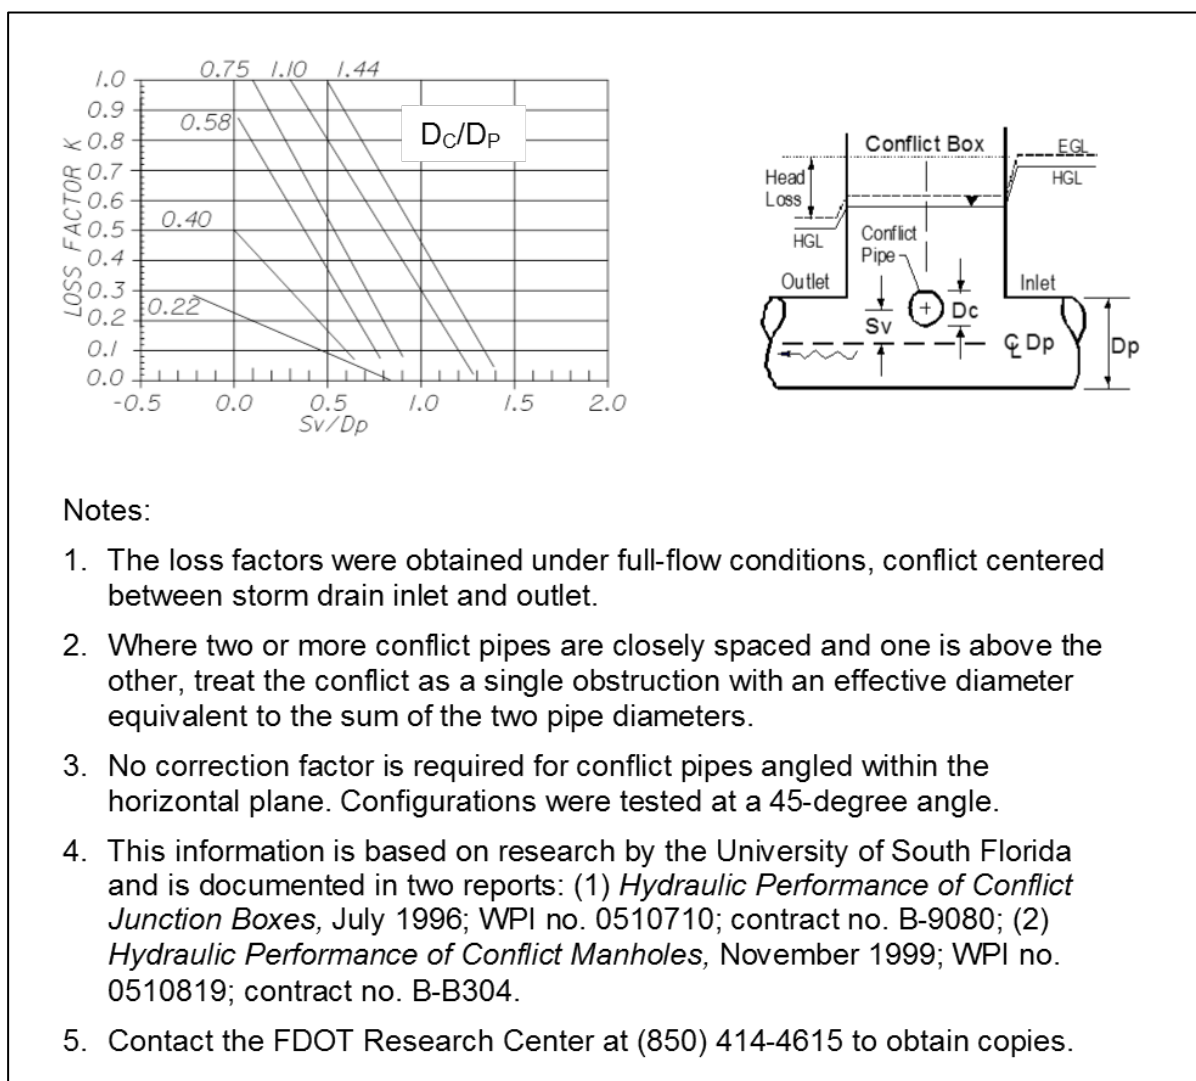 0.75 1.10 1.44
1.0
0.9
0.58
DC/DP
0.8
0.7
0.6
0.40
0.5
0.4
0.3
0.22
0.2
0.1
0.0
LOSS FACTOR K
-0.5 0.0 0.5 1.0 1.5 2.0
Sv/Dp
Conflict Box
EGL
Head
Loss
HGL
HGL
Conflict
Pipe
Outlet
Inlet
Dc
Sv
℄ Dp
Dp
Notes:
1. The loss factors were obtained under full-flow conditions, conflict centered
between storm drain inlet and outlet.
2. Where two or more conflict pipes are closely spaced and one is above the
other, treat the conflict as a single obstruction with an effective diameter
equivalent to the sum of the two pipe diameters.
3. No correction factor is required for conflict pipes angled within the
horizontal plane. Configurations were tested at a 45-degree angle.
4. This information is based on research by the University of South Florida
and is documented in two reports: (1) Hydraulic Performance of Conflict
Junction Boxes, July 1996; WPI no. 0510710; contract no. B-9080; (2)
Hydraulic Performance of Conflict Manholes, November 1999; WPI no.
0510819; contract no. B-B304.
5. Contact the FDOT Research Center at (850) 414-4615 to obtain copies.